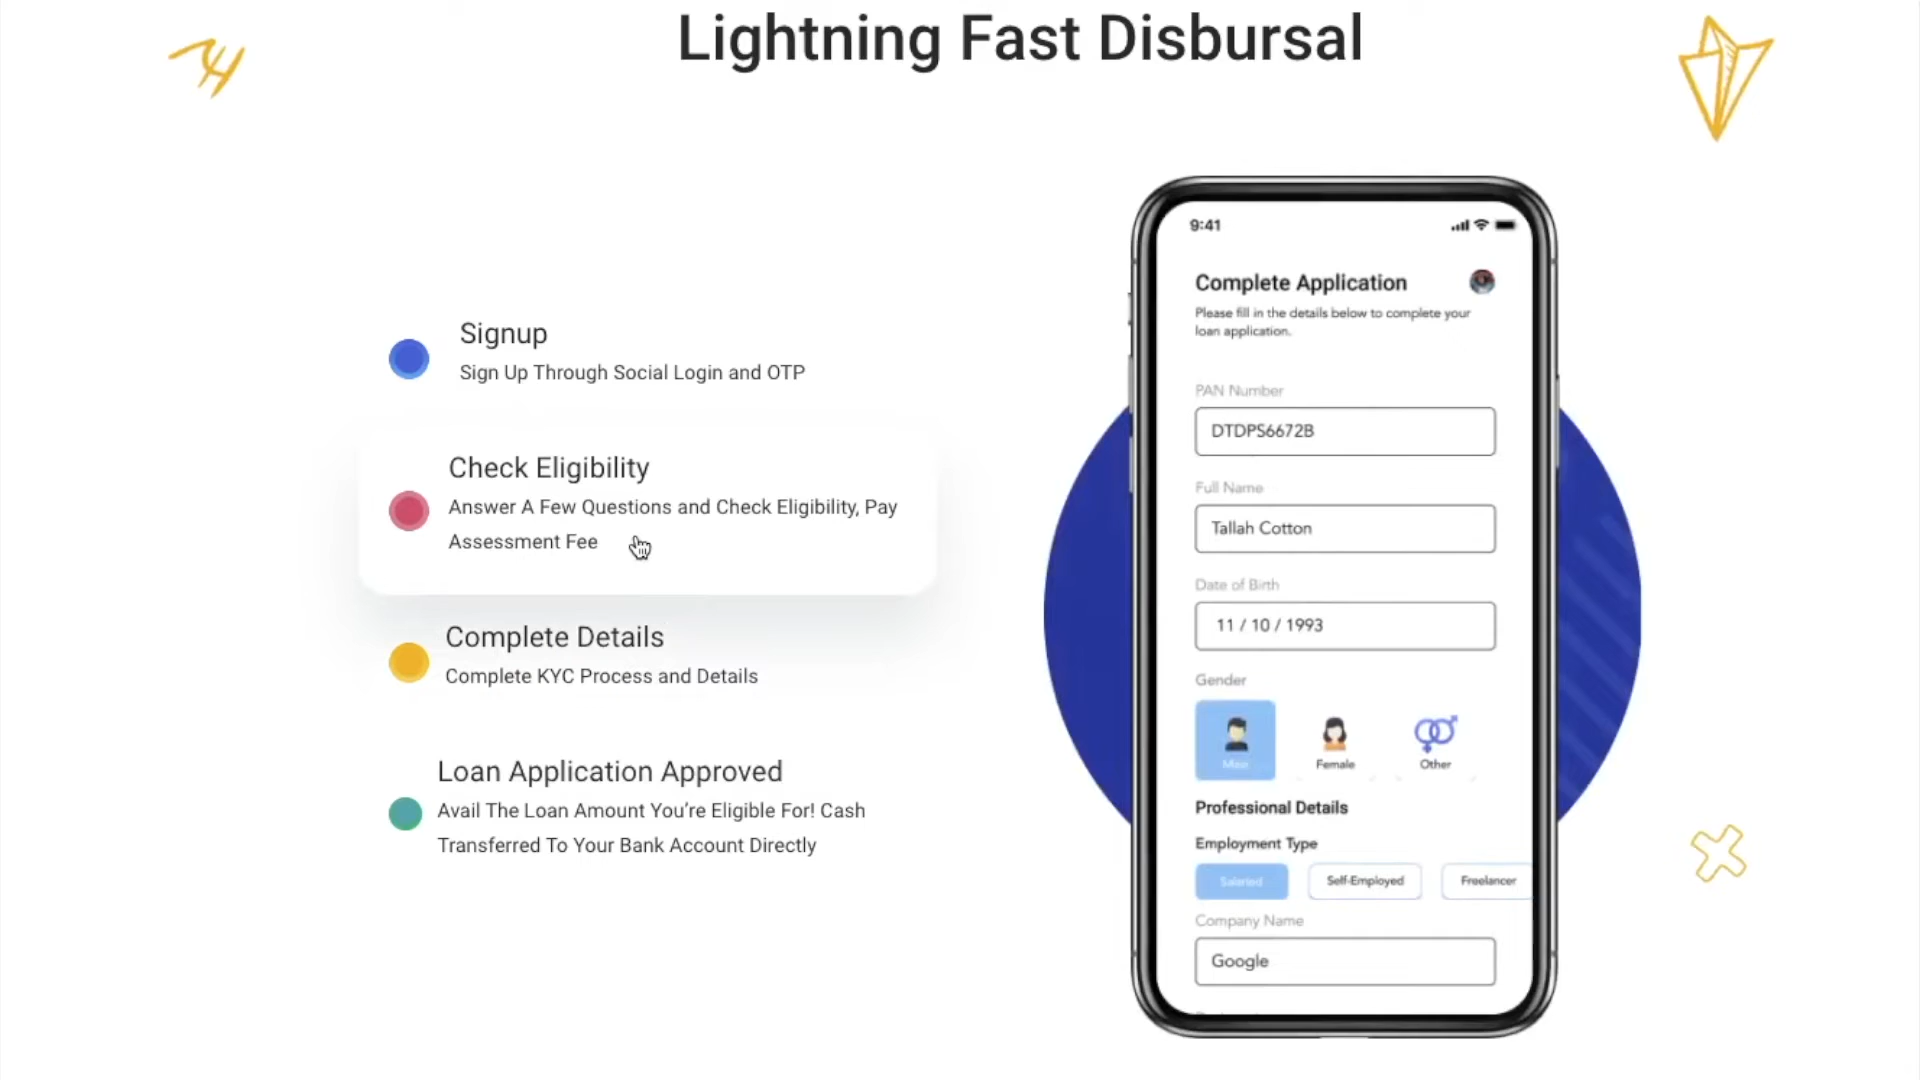 Lightning Fast Disbursal
Signup
Sign Up Through Social Login and OTP
Check Eligibility
Answer A Few Questions and Check Eligibility, Pay
Assessment Fee
Complete Details
Complete KYC Process and Details
Loan Application Approved
Avail The Loan Amount You’re Eligible For! Cash
Transferred To Your Bank Account Directly
9:41
Complete Application
Please fill in the details below to complete your
loan application.
PAN Number
DTDPS6672B
Full Name
Tallah Cotton
Date of Birth
11 / 10 / 1993
Gender
Male Female Other
Professional Details
Employment Type
Salaried Self-Employed Freelancer
Company Name
Google